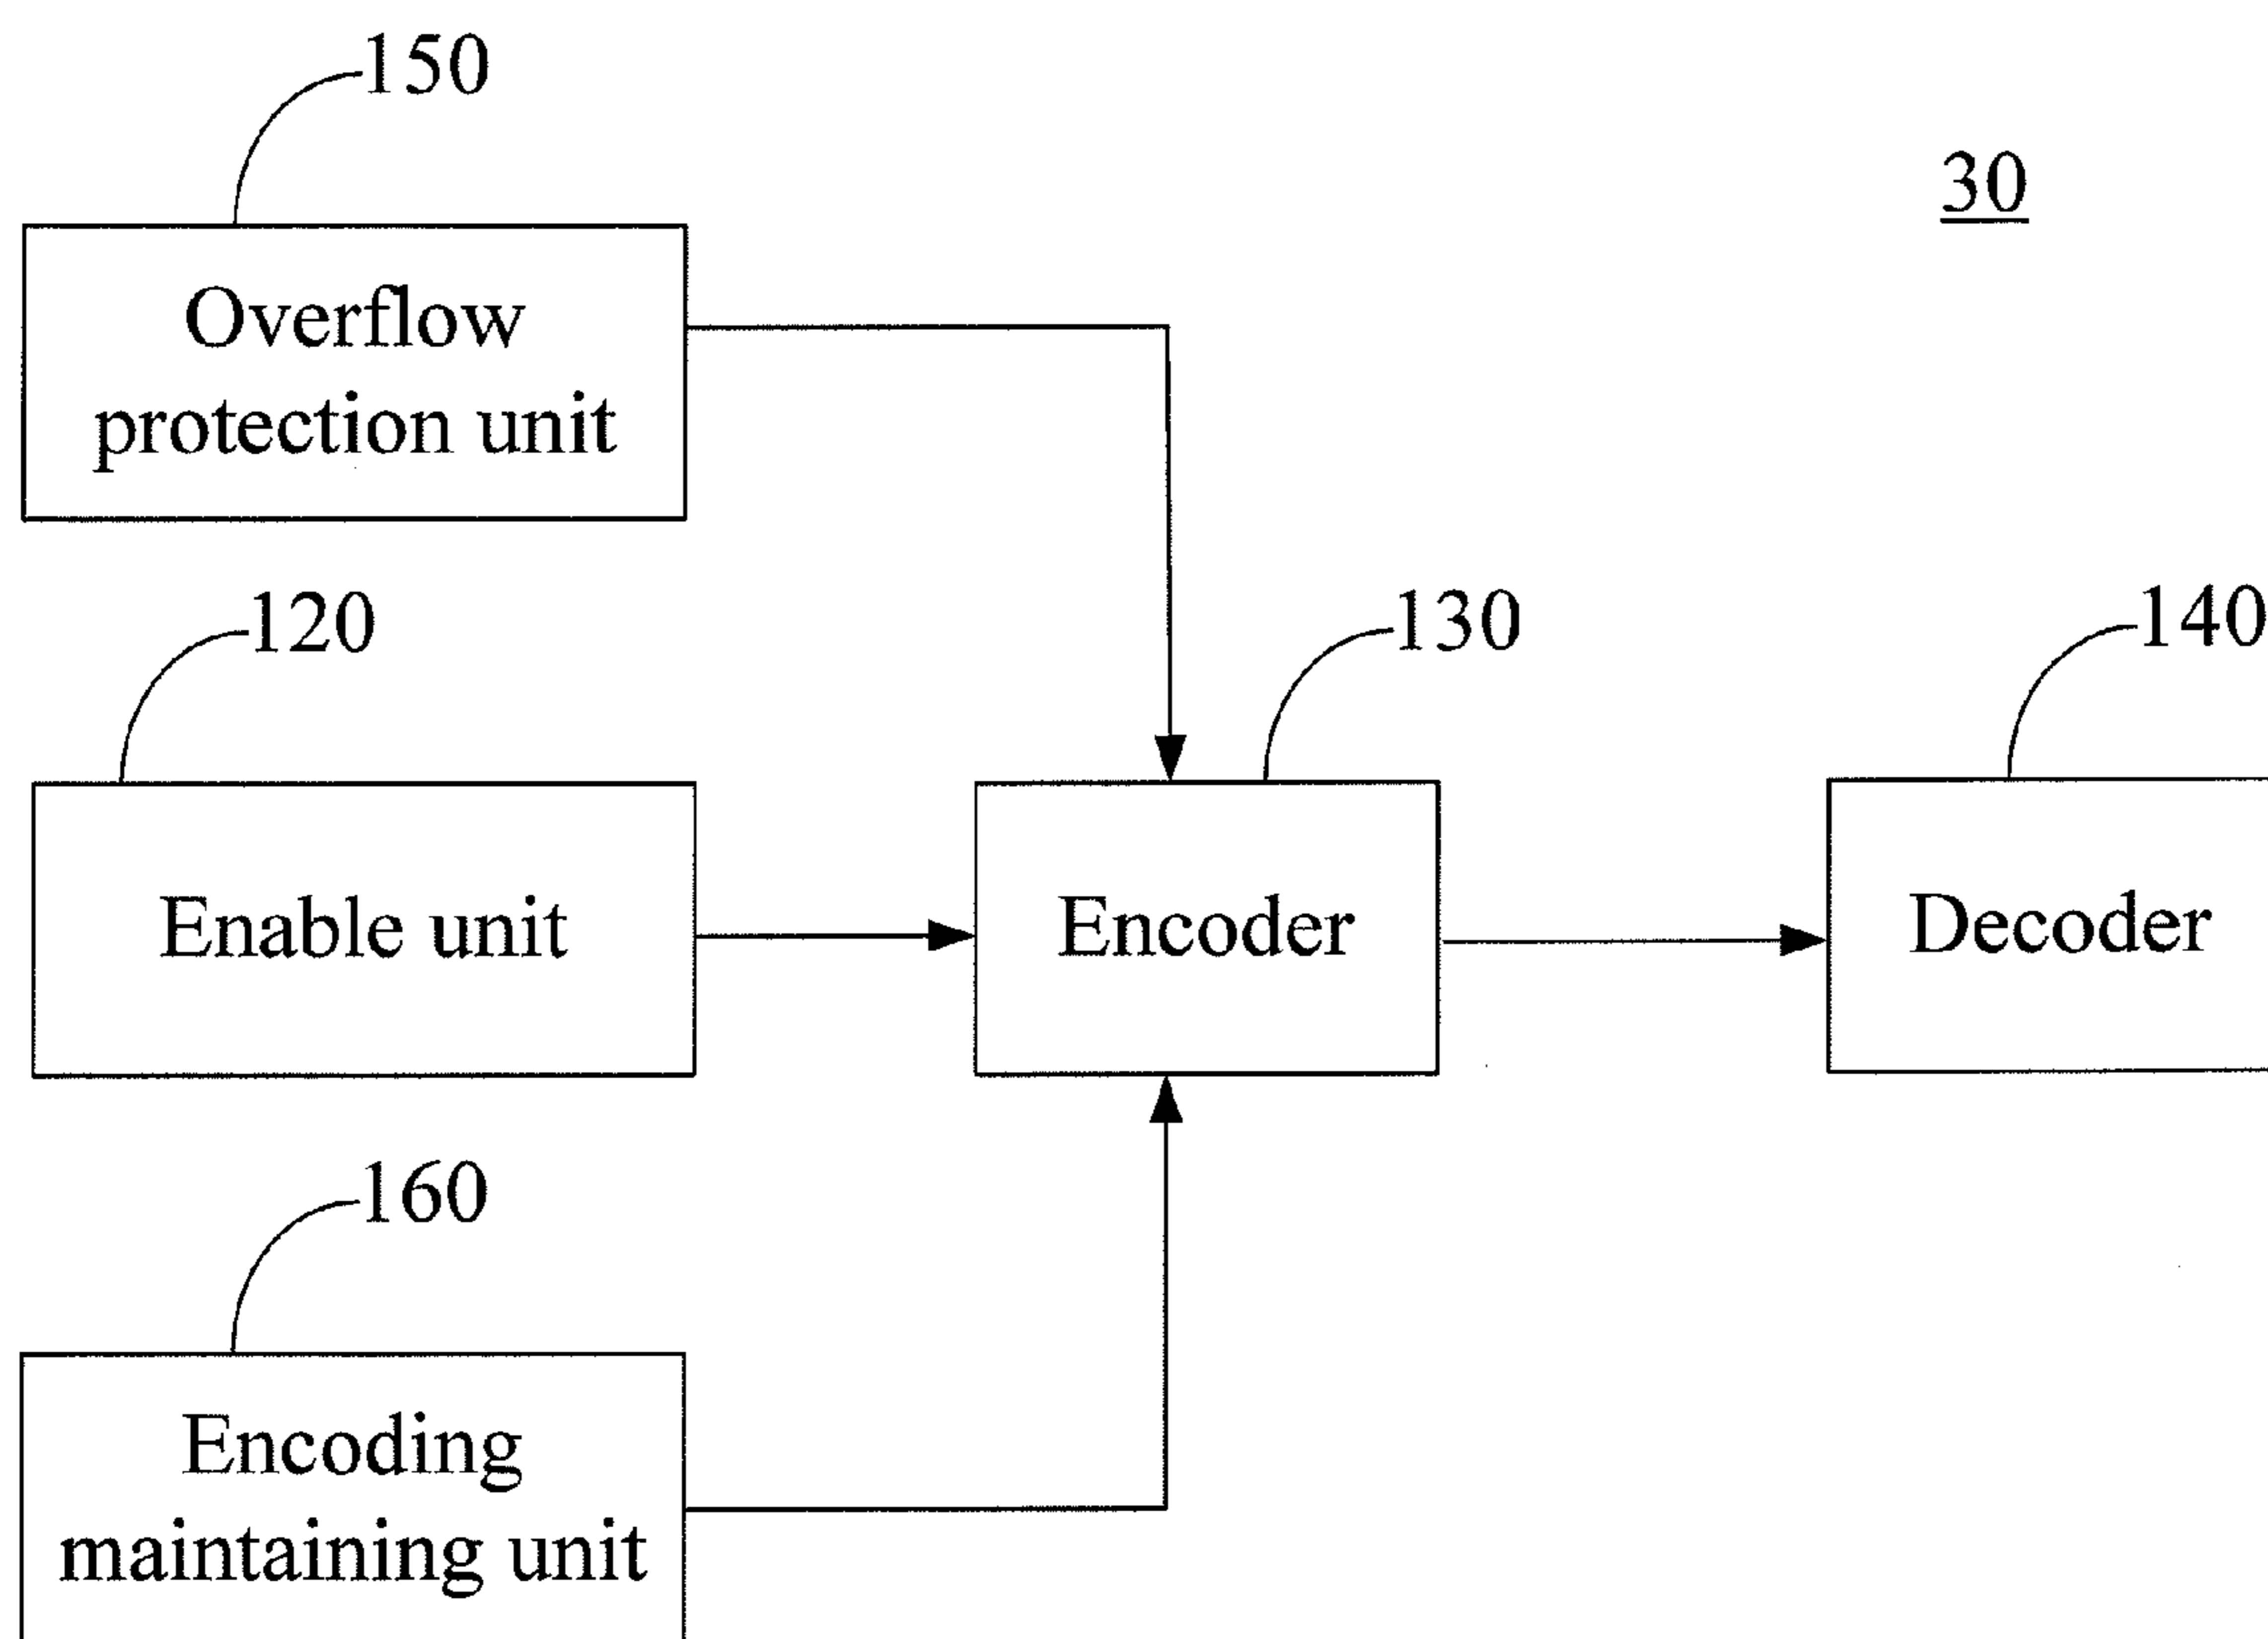 150
30
Overflow
protection unit
120
130
140
Enable unit
Encoder
Decoder
160
Encoding
maintaining unit